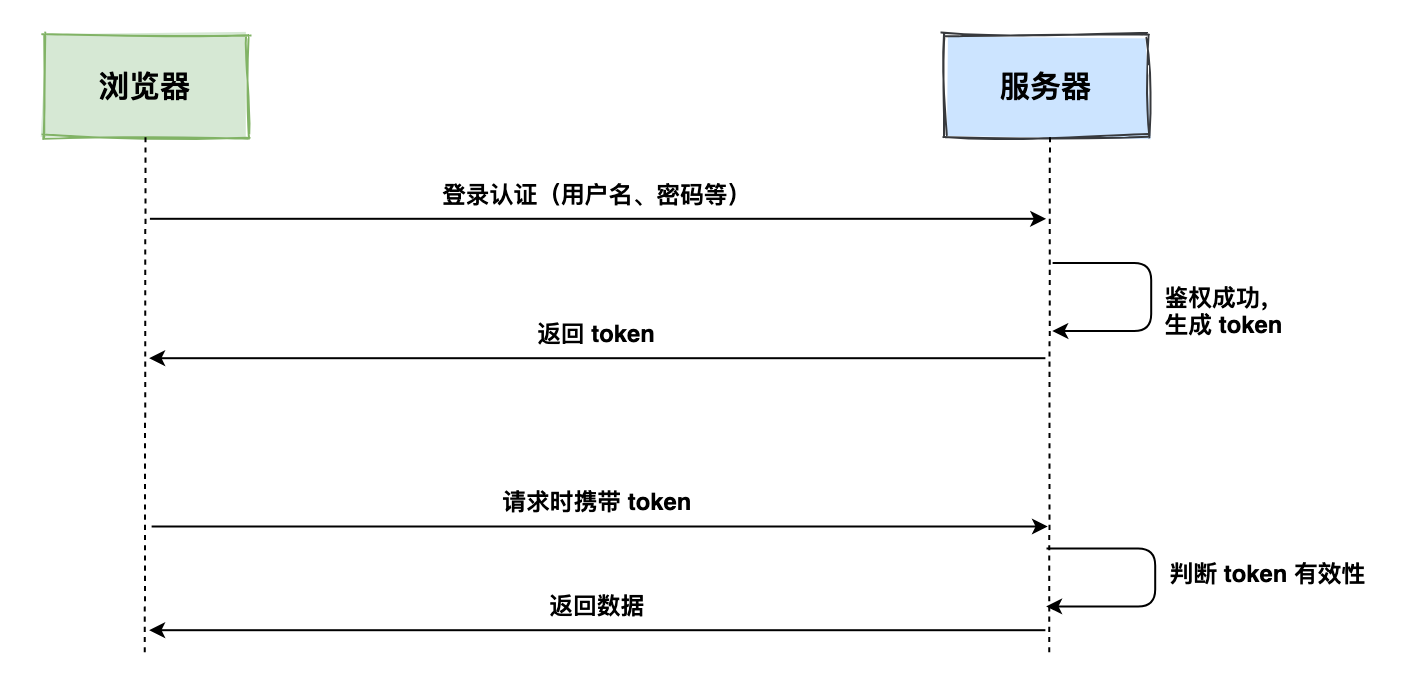 浏览器
服务器
登录认证（用户名、密码等）
鉴权成功，
生成 token
返回 token
请求时携带 token
判断 token 有效性
返回数据